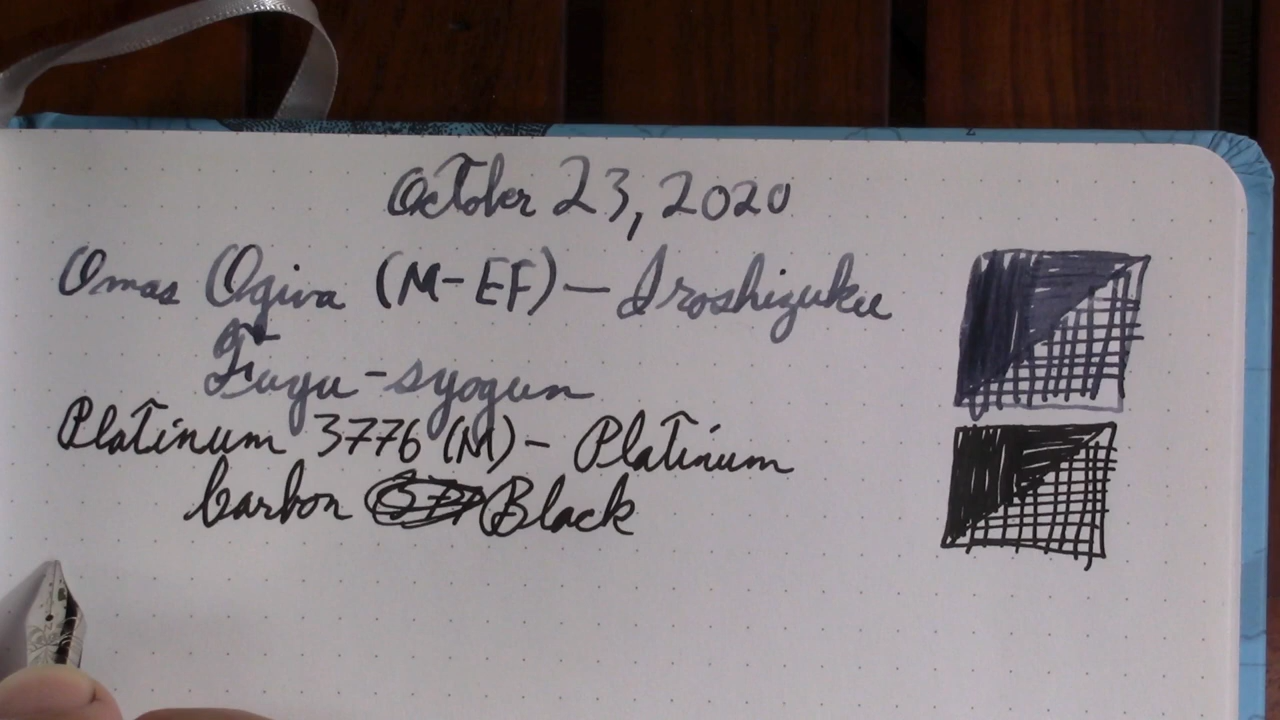 October 23, 2020
Omas Ogiva (M-EF) — Iroshizuku
Fuyu-syogun
Platinum 3776 (M) - Platinum
Carbon Black